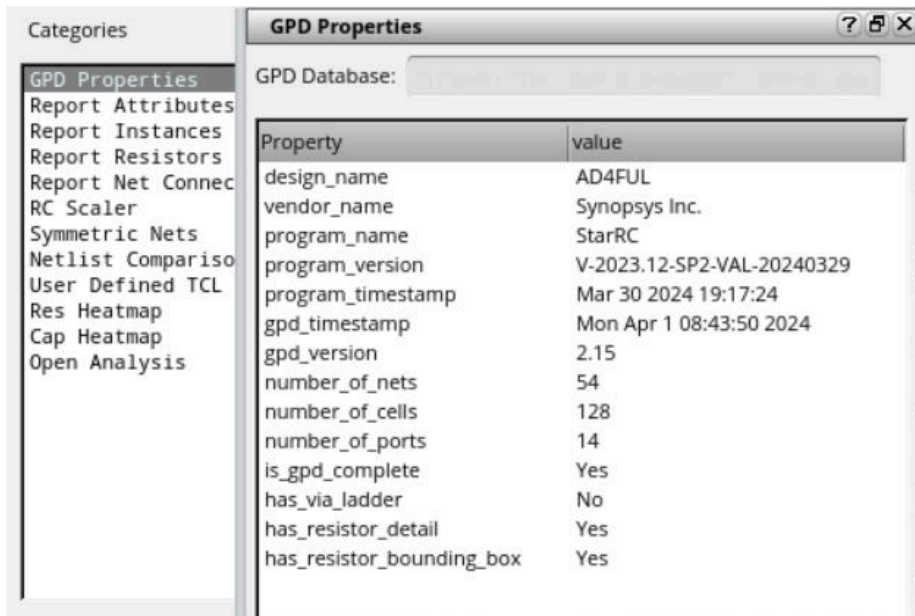 Categories
GPD Properties
Report Attributes
Report Instances
Report Resistors
Report Net Connec
RC Scaler
Symmetric Nets
Netlist Compariso
User Defined TCL
Res Heatmap
Cap Heatmap
Open Analysis
GPD Properties
GPD Database:
Property value
design_name AD4FUL
vendor_name Synopsys Inc.
program_name StarRC
program_version V-2023.12-SP2-VAL-20240329
program_timestamp Mar 30 2024 19:17:24
gpd_timestamp Mon Apr 1 08:43:50 2024
gpd_version 2.15
number_of_nets 54
number_of_cells 128
number_of_ports 14
is_gpd_complete Yes
has_via_ladder No
has_resistor_detail Yes
has_resistor_bounding_box Yes